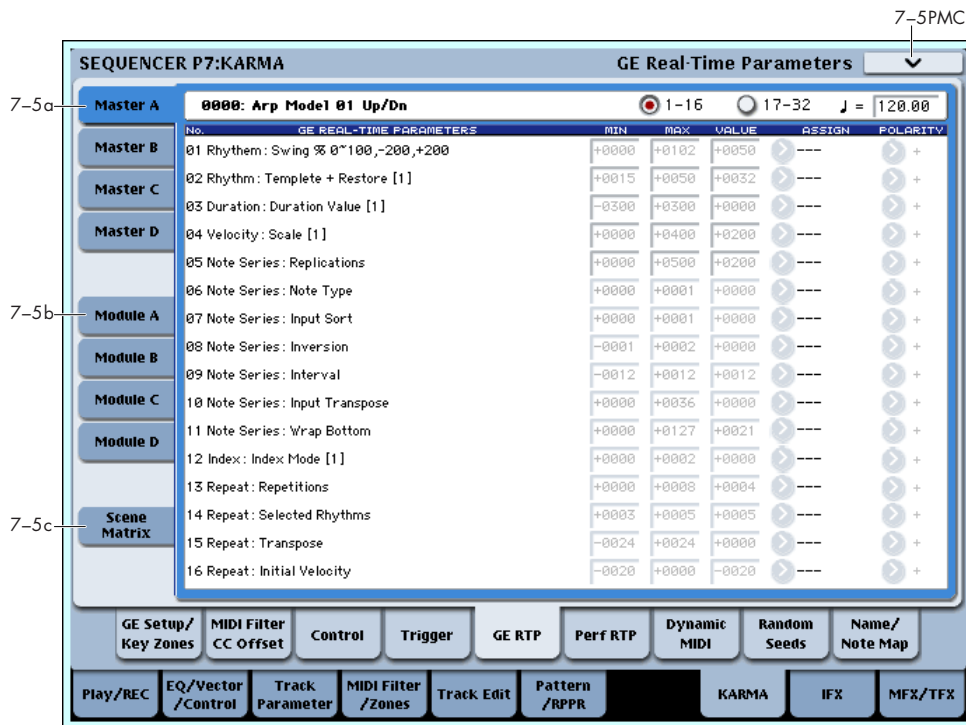 7–5PMC
SEQUENCER P7:KARMA GE Real-Time Parameters
7–5a
Master A 0000: Arp Model 01 Up/Dn 1-16 17-32 ♩ = 120.00
No. GE REAL-TIME PARAMETERS MIN MAX VALUE ASSIGN POLARITY
Master B 01 Rhythem: Swing % 0~100,-200,+200 +0000 +0102 +0050 --- +
Master C 02 Rhythm: Templete + Restore [1] +0015 +0050 +0032 --- +
03 Duration: Duration Value [1] -0300 +0300 +0000 --- +
Master D 04 Velocity: Scale [1] +0000 +0400 +0200 --- +
05 Note Series: Replications +0000 +0500 +0200 --- +
06 Note Series: Note Type +0000 +0001 +0000 --- +
7–5b
Module A 07 Note Series: Input Sort +0000 +0001 +0000 --- +
Module B 08 Note Series: Inversion -0001 +0002 +0000 --- +
09 Note Series: Interval -0012 +0012 +0012 --- +
Module C 10 Note Series: Input Transpose +0000 +0036 +0000 --- +
Module D 11 Note Series: Wrap Bottom +0000 +0127 +0021 --- +
12 Index: Index Mode [1] +0000 +0002 +0000 --- +
13 Repeat: Repetitions +0000 +0008 +0004 --- +
7–5c
Scene Matrix
14 Repeat: Selected Rhythms +0003 +0005 +0005 --- +
15 Repeat: Transpose -0024 +0024 +0000 --- +
16 Repeat: Initial Velocity -0020 +0000 -0020 --- +
GE Setup/ Key Zones
MIDI Filter CC Offset
Control
Trigger
GE RTP
Perf RTP
Dynamic MIDI
Random Seeds
Name/ Note Map
Play/REC
EQ/Vector /Control
Track Parameter
MIDI Filter /Zones
Track Edit
Pattern /RPPR
KARMA
IFX
MFX/TFX